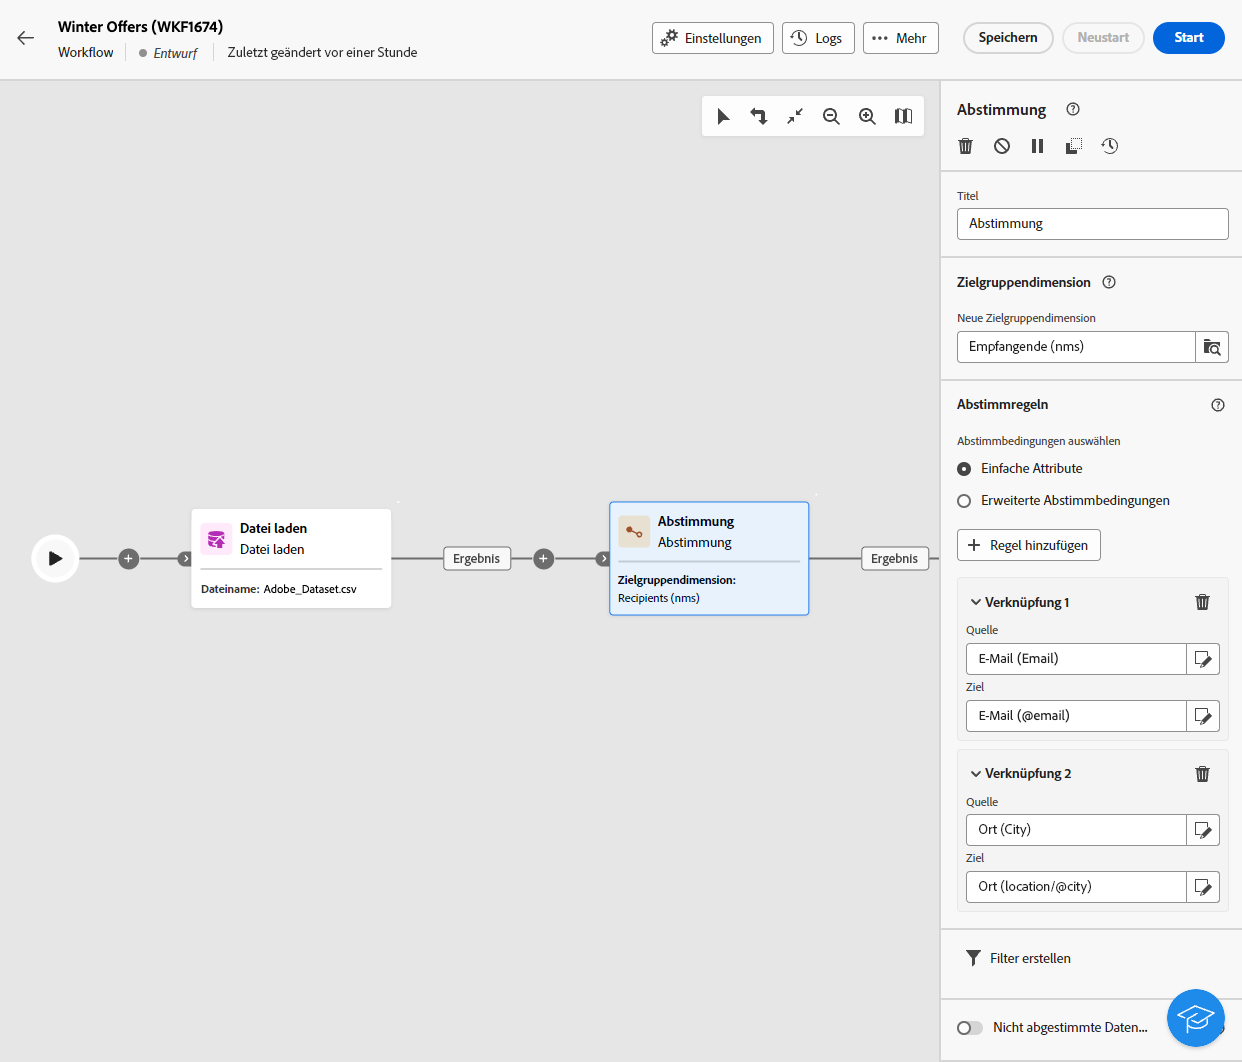 Winter Offers (WKF1674)
Workflow
Entwurf
Zuletzt geändert vor einer Stunde
Einstellungen
Logs
Mehr
Speichern
Neustart
Start
Datei laden
Datei laden
Dateiname: Adobe_Dataset.csv
Ergebnis
Abstimmung
Abstimmung
Zielgruppendimension:
Recipients (nms)
Ergebnis
Abstimmung
Titel
Abstimmung
Zielgruppendimension
Neue Zielgruppendimension
Empfangende (nms)
Abstimmregeln
Abstimmbedingungen auswählen
Einfache Attribute
Erweiterte Abstimmbedingungen
Regel hinzufügen
Verknüpfung 1
Quelle
E-Mail (Email)
Ziel
E-Mail (@email)
Verknüpfung 2
Quelle
Ort (City)
Ziel
Ort (location/@city)
Filter erstellen
Nicht abgestimmte Daten...